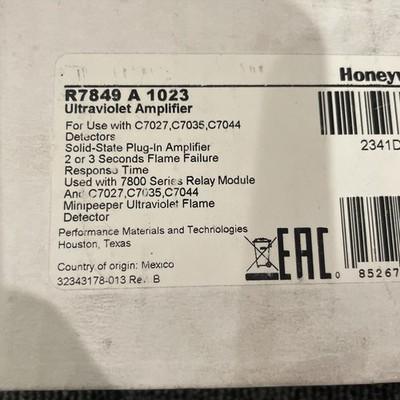 Honeyw
R7849 A 1023
Ultraviolet Amplifier
For Use with C7027,C7035,C7044
Detectors
Solid-State Plug-In Amplifier
2 or 3 Seconds Flame Failure
Response Time
Used with 7800 Series Relay Module
And C7027,C7035,C7044
Minipeeper Ultraviolet Flame
Detector
2341D
Performance Materials and Technologies
Houston, Texas
EAC
Country of origin: Mexico
32343178-013 Rev. B
0 85267